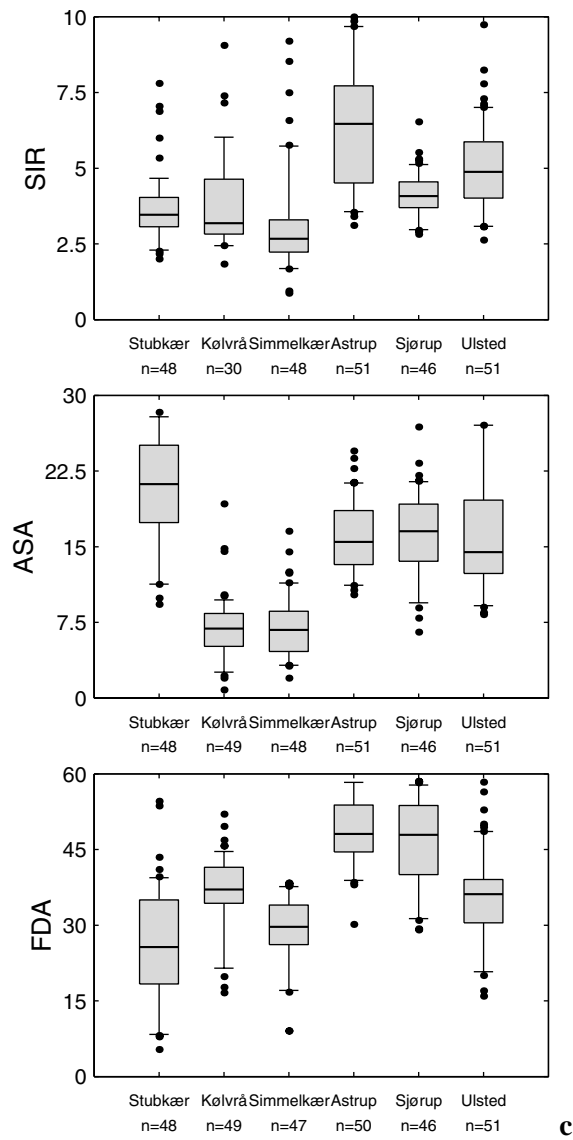 10
7.5
5
2.5
0
SIR
Stubkær Kølvrå Simmelkær Astrup Sjørup Ulsted
n=48 n=30 n=48 n=51 n=46 n=51
30
22.5
15
7.5
0
ASA
Stubkær Kølvrå Simmelkær Astrup Sjørup Ulsted
n=48 n=49 n=48 n=51 n=46 n=51
60
45
30
15
0
FDA
Stubkær Kølvrå Simmelkær Astrup Sjørup Ulsted
n=48 n=49 n=47 n=50 n=46 n=51
c